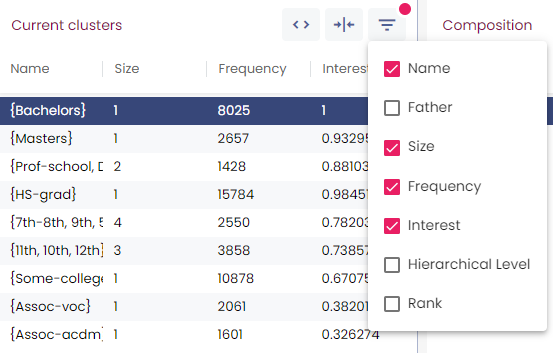 Current clusters
Composition
Name Size Frequency Interest
{Bachelors} 1 8025 1
{Masters} 1 2657 0.93295
{Prof-school, D 2 1428 0.88103
{HS-grad} 1 15784 0.9845
{7th-8th, 9th, 5 4 2550 0.78203
{11th, 10th, 12th} 3 3858 0.73857
{Some-college 1 10878 0.67075
{Assoc-voc} 1 2061 0.38201
{Assoc-acdm} 1 1601 0.326274
Name
Father
Size
Frequency
Interest
Hierarchical Level
Rank